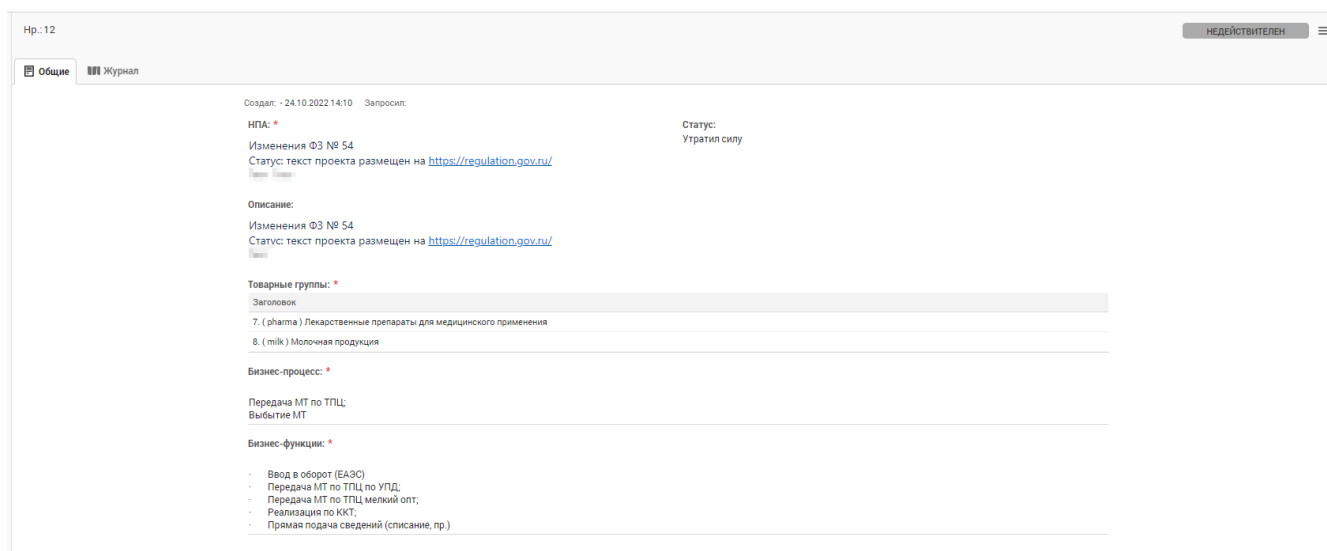 Нр.: 12
НЕДЕЙСТВИТЕЛЕН
Общие
Журнал
Создал: - 24.10.2022 14:10 Запросил:
НПА: *
Статус:
Изменения ФЗ № 54
Утратил силу
Статус: текст проекта размещен на https://regulation.gov.ru/
Описание:
Изменения ФЗ № 54
Статус: текст проекта размещен на https://regulation.gov.ru/
Товарные группы: *
Заголовок
7. ( pharma ) Лекарственные препараты для медицинского применения
8. ( milk ) Молочная продукция
Бизнес-процесс: *
Передача МТ по ТПЦ;
Выбытие МТ
Бизнес-функции: *
· Ввод в оборот (ЕАЭС)
· Передача МТ по ТПЦ по УПД;
· Передача МТ по ТПЦ мелкий опт;
· Реализация по ККТ;
· Прямая подача сведений (списание, пр.)